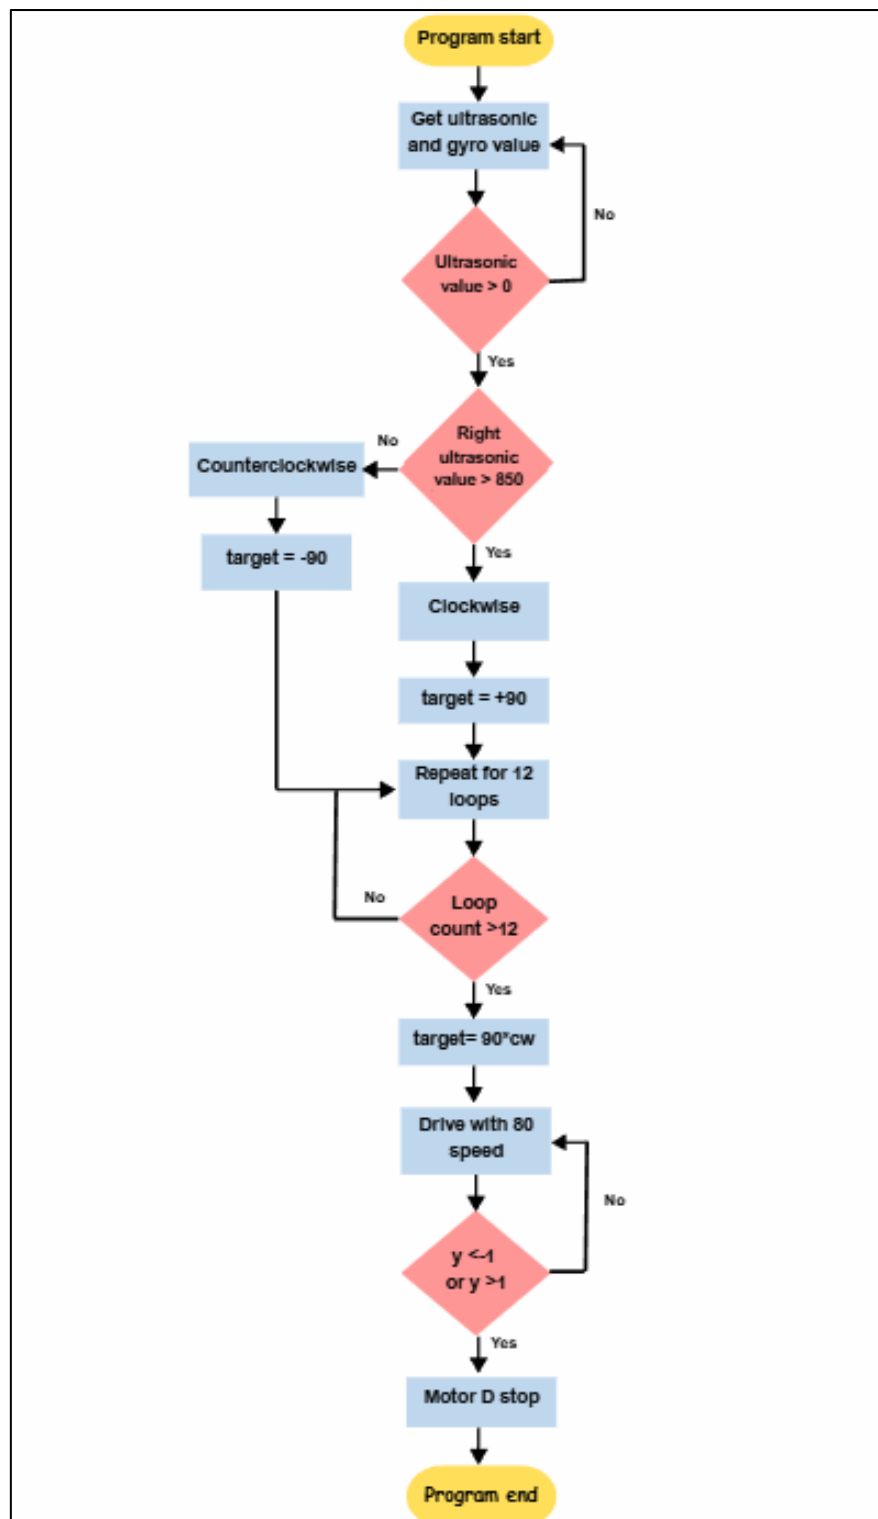 Program start
Get ultrasonic
and gyro value
No
Ultrasonic
value > 0
Yes
Right
ultrasonic
value > 850
No
Counterclockwise
target = -90
Yes
Clockwise
target = +90
Repeat for 12
loops
Loop
count >12
No
Yes
target= 90*cw
Drive with 80
speed
No
y <-1
or y >1
Yes
Motor D stop
Program end